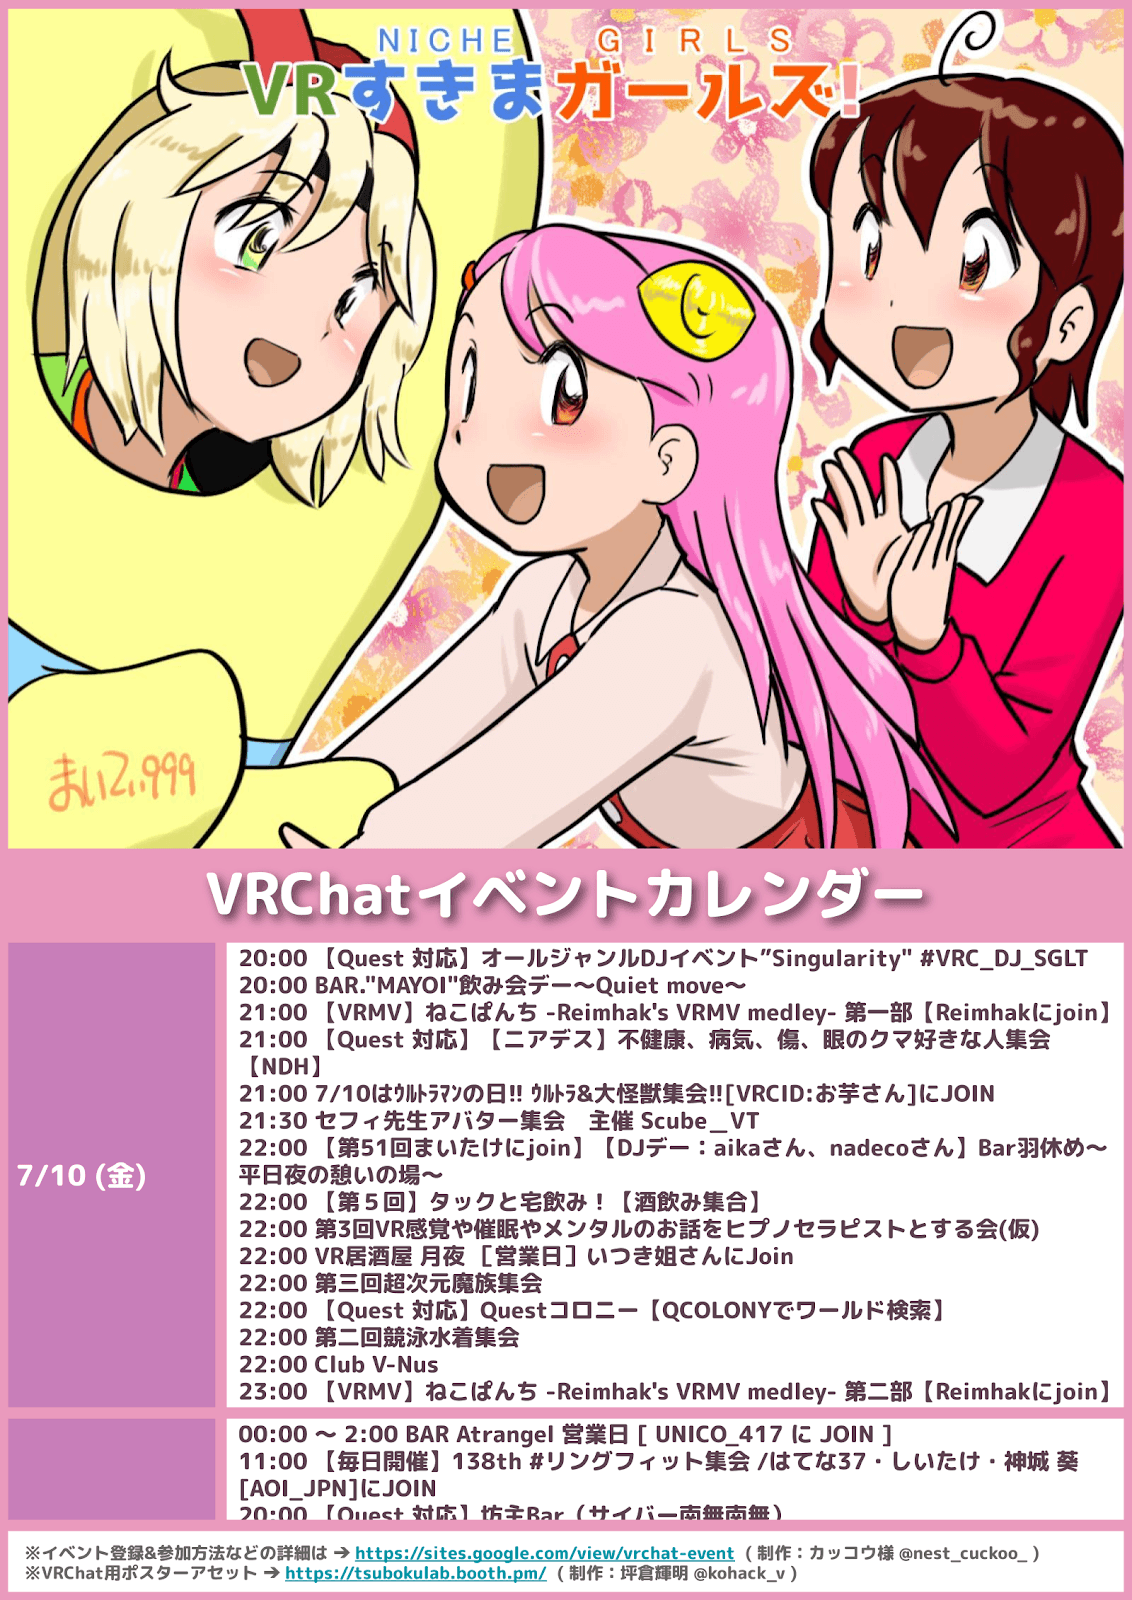 NICHE GIRLS
VRすきまガールズ!
まいてい999
VRChatイベントカレンダー
7/10 (金)
20:00 【Quest 対応】オールジャンルDJイベント”Singularity" #VRC_DJ_SGLT
20:00 BAR."MAYOI"飲み会デー～Quiet move～
21:00 【VRMV】ねこぱんち -Reimhak's VRMV medley- 第一部【Reimhakにjoin】
21:00 【Quest 対応】【ニアデス】不健康、病気、傷、眼のクマ好きな人集会
【NDH】
21:00 7/10はｳﾙﾄﾗﾏﾝの日!! ｳﾙﾄﾗ&大怪獣集会!![VRCID:お芋さん]にJOIN
21:30 セフィ先生アバター集会　主催 Scube＿VT
22:00 【第51回まいたけにjoin】【DJデー：aikaさん、nadecoさん】Bar羽休め～
平日夜の憩いの場～
22:00 【第５回】タックと宅飲み！【酒飲み集合】
22:00 第3回VR感覚や催眠やメンタルのお話をヒプノセラピストとする会(仮)
22:00 VR居酒屋 月夜 ［営業日］いつき姐さんにJoin
22:00 第三回超次元魔族集会
22:00 【Quest 対応】Questコロニー【QCOLONYでワールド検索】
22:00 第二回競泳水着集会
22:00 Club V-Nus
23:00 【VRMV】ねこぱんち -Reimhak's VRMV medley- 第二部【Reimhakにjoin】
00:00 ～ 2:00 BAR Atrangel 営業日 [ UNICO_417 に JOIN ]
11:00 【毎日開催】138th #リングフィット集会 /はてな37・しいたけ・神城 葵
[AOI_JPN]にJOIN
20:00 【Quest 対応】坊主Bar（サイバー南無南無）
※イベント登録&参加方法などの詳細は ➔ https://sites.google.com/view/vrchat-event ( 制作：カッコウ様 @nest_cuckoo_ )
※VRChat用ポスターアセット ➔ https://tsubokulab.booth.pm/ ( 制作：坪倉輝明 @kohack_v )